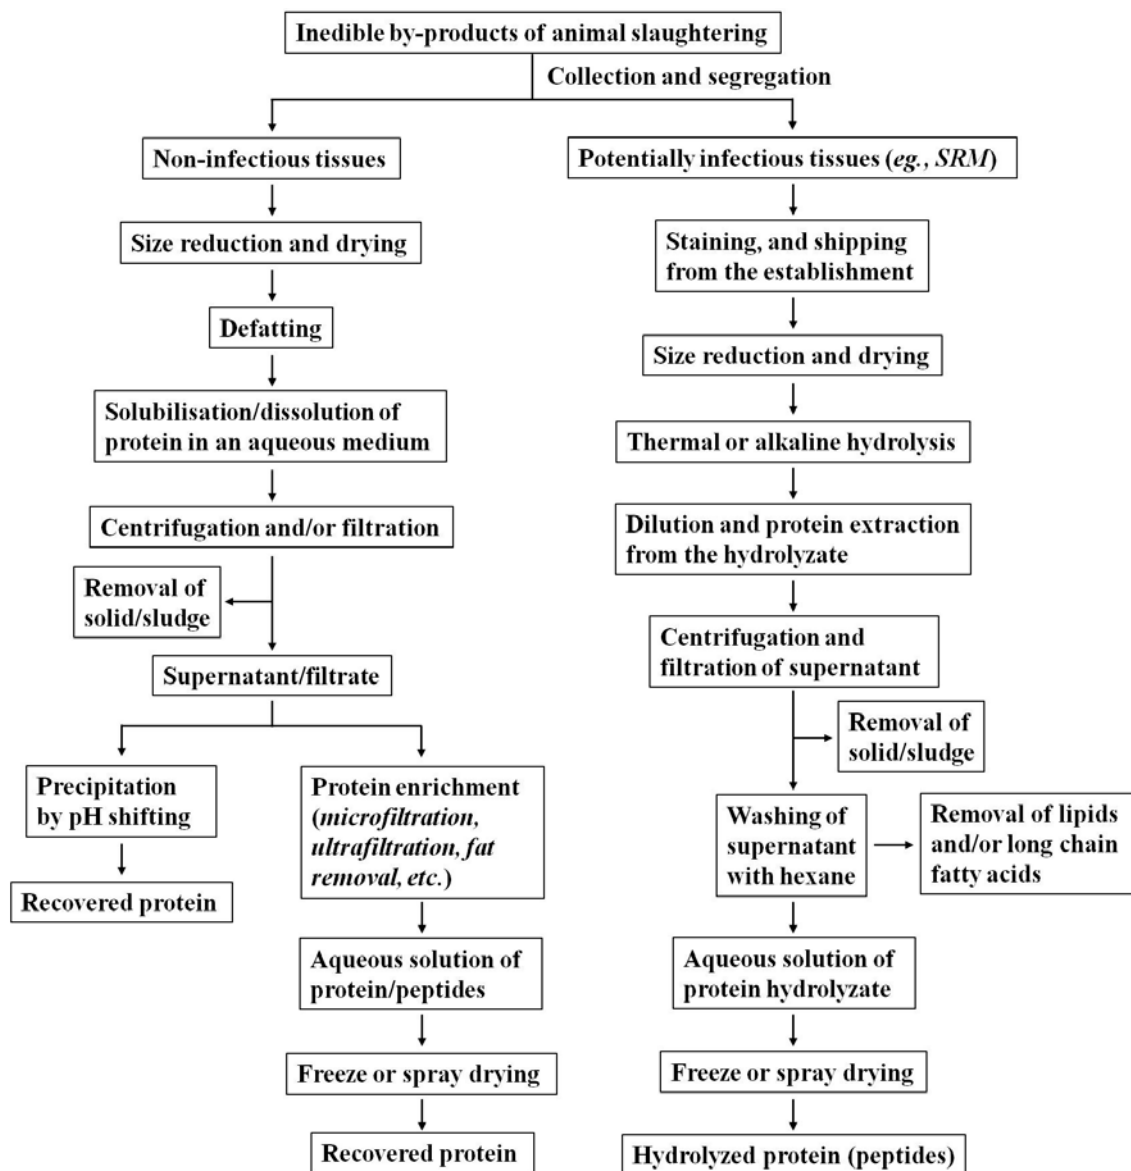 Inedible by-products of animal slaughtering
Collection and segregation
Non-infectious tissues
Size reduction and drying
Defatting
Solubilisation/dissolution of
protein in an aqueous medium
Centrifugation and/or filtration
Removal of
solid/sludge
Supernatant/filtrate
Precipitation
by pH shifting
Recovered protein
Protein enrichment
(microfiltration,
ultrafiltration, fat
removal, etc.)
Aqueous solution of
protein/peptides
Freeze or spray drying
Recovered protein
Potentially infectious tissues (eg., SRM)
Staining, and shipping
from the establishment
Size reduction and drying
Thermal or alkaline hydrolysis
Dilution and protein extraction
from the hydrolyzate
Centrifugation and
filtration of supernatant
Removal of
solid/sludge
Washing of
supernatant
with hexane
Removal of lipids
and/or long chain
fatty acids
Aqueous solution of
protein hydrolyzate
Freeze or spray drying
Hydrolyzed protein (peptides)